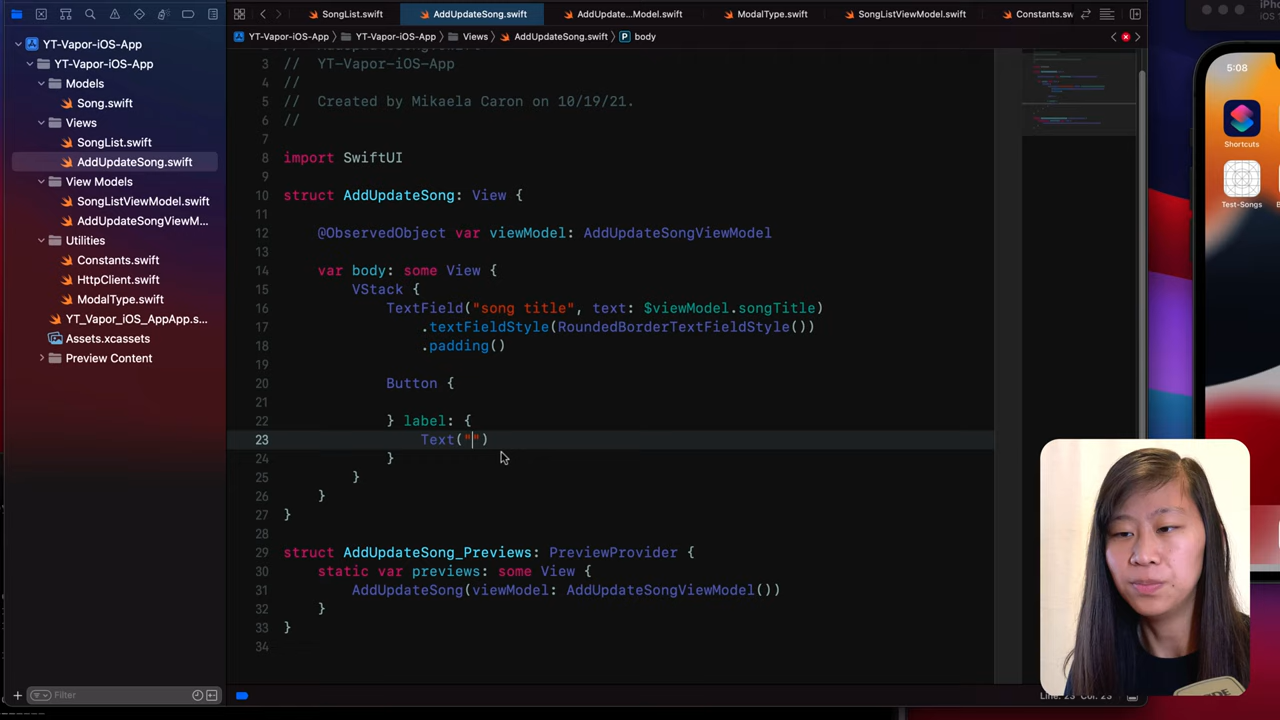 SongList.swift
AddUpdateSong.swift
AddUpdate...Model.swift
ModalType.swift
SongListViewModel.swift
Constants.sw
YT-Vapor-iOS-App
YT-Vapor-iOS-App
Views
AddUpdateSong.swift
body
YT-Vapor-iOS-App
YT-Vapor-iOS-App
Models
Song.swift
Views
SongList.swift
AddUpdateSong.swift
View Models
SongListViewModel.swift
AddUpdateSongViewM...
Utilities
Constants.swift
HttpClient.swift
ModalType.swift
YT_Vapor_iOS_AppApp.s...
Assets.xcassets
Preview Content
Filter
3 // YT-Vapor-iOS-App
4 //
5 // Created by Mikaela Caron on 10/19/21.
6 //
7
8 import SwiftUI
9
10 struct AddUpdateSong: View {
11
12 @ObservedObject var viewModel: AddUpdateSongViewModel
13
14 var body: some View {
15 VStack {
16 TextField("song title", text: $viewModel.songTitle)
17 .textFieldStyle(RoundedBorderTextFieldStyle())
18 .padding()
19
20 Button {
21
22 } label: {
23 Text("")
24 }
25 }
26 }
27 }
28
29 struct AddUpdateSong_Previews: PreviewProvider {
30 static var previews: some View {
31 AddUpdateSong(viewModel: AddUpdateSongViewModel())
32 }
33 }
34
5:08
Shortcuts
Test-Songs